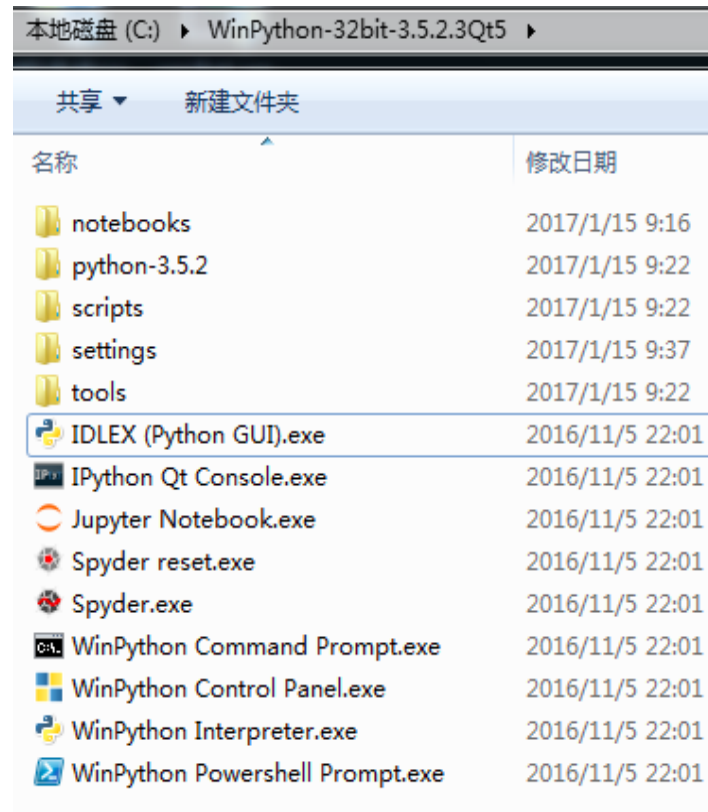 本地磁盘 (C:) ▸ WinPython-32bit-3.5.2.3Qt5 ▸
共享 ▼ 新建文件夹
名称 修改日期
notebooks 2017/1/15 9:16
python-3.5.2 2017/1/15 9:22
scripts 2017/1/15 9:22
settings 2017/1/15 9:37
tools 2017/1/15 9:22
IDLEX (Python GUI).exe 2016/11/5 22:01
IPython Qt Console.exe 2016/11/5 22:01
Jupyter Notebook.exe 2016/11/5 22:01
Spyder reset.exe 2016/11/5 22:01
Spyder.exe 2016/11/5 22:01
WinPython Command Prompt.exe 2016/11/5 22:01
WinPython Control Panel.exe 2016/11/5 22:01
WinPython Interpreter.exe 2016/11/5 22:01
WinPython Powershell Prompt.exe 2016/11/5 22:01